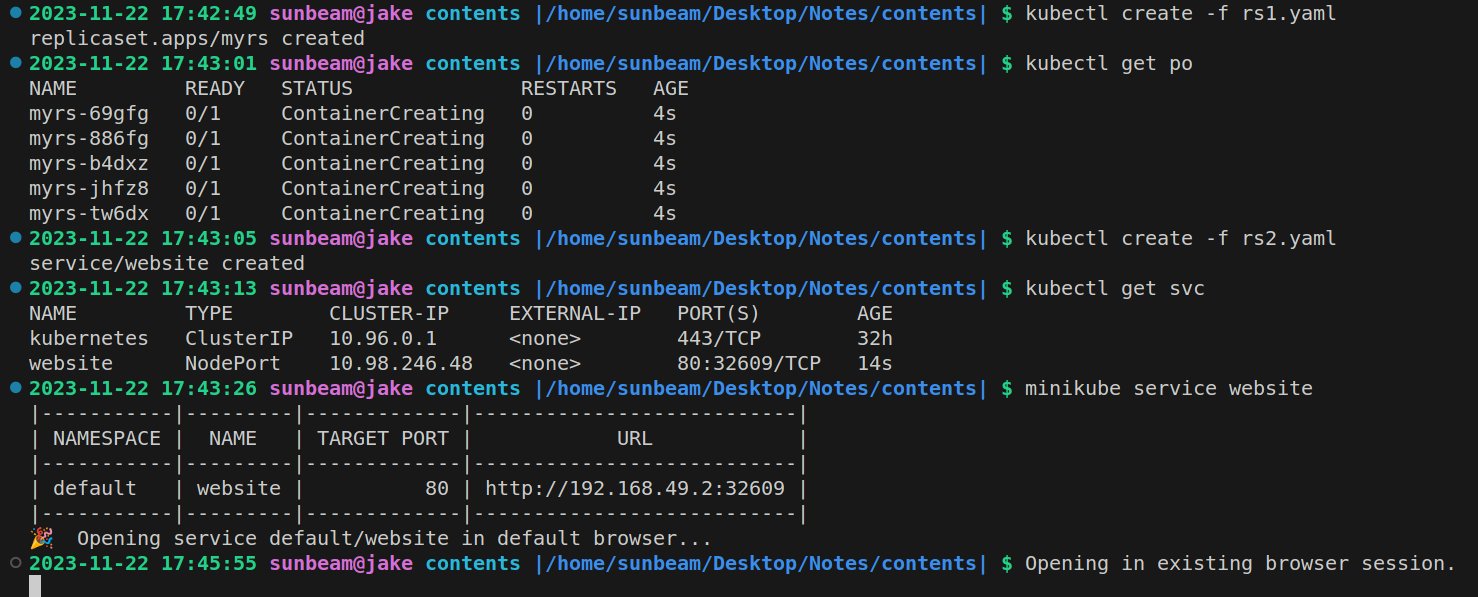 2023-11-22 17:42:49 sunbeam@jake contents |/home/sunbeam/Desktop/Notes/contents| $ kubectl create -f rs1.yaml
replicaset.apps/myrs created
2023-11-22 17:43:01 sunbeam@jake contents |/home/sunbeam/Desktop/Notes/contents| $ kubectl get po
NAME         READY   STATUS              RESTARTS   AGE
myrs-69gfg   0/1     ContainerCreating   0          4s
myrs-886fg   0/1     ContainerCreating   0          4s
myrs-b4dxz   0/1     ContainerCreating   0          4s
myrs-jhfz8   0/1     ContainerCreating   0          4s
myrs-tw6dx   0/1     ContainerCreating   0          4s
2023-11-22 17:43:05 sunbeam@jake contents |/home/sunbeam/Desktop/Notes/contents| $ kubectl create -f rs2.yaml
service/website created
2023-11-22 17:43:13 sunbeam@jake contents |/home/sunbeam/Desktop/Notes/contents| $ kubectl get svc
NAME         TYPE        CLUSTER-IP     EXTERNAL-IP   PORT(S)        AGE
kubernetes   ClusterIP   10.96.0.1      <none>        443/TCP        32h
website      NodePort    10.98.246.48   <none>        80:32609/TCP   14s
2023-11-22 17:43:26 sunbeam@jake contents |/home/sunbeam/Desktop/Notes/contents| $ minikube service website
|-----------|---------|-------------|---------------------------|
| NAMESPACE |  NAME   | TARGET PORT |            URL            |
|-----------|---------|-------------|---------------------------|
| default   | website |          80 | http://192.168.49.2:32609 |
|-----------|---------|-------------|---------------------------|
🎉  Opening service default/website in default browser...
2023-11-22 17:45:55 sunbeam@jake contents |/home/sunbeam/Desktop/Notes/contents| $ Opening in existing browser session.